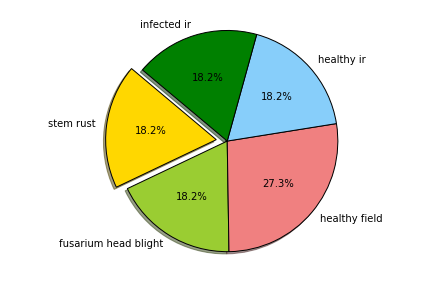 infected ir
healthy ir
18.2%
18.2%
stem rust
18.2%
27.3%
18.2%
healthy field
fusarium head blight